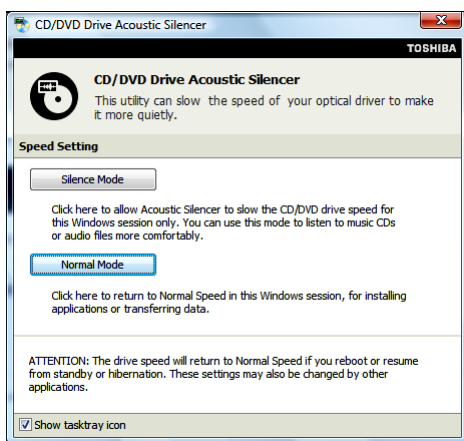 CD/DVD Drive Acoustic Silencer
TOSHIBA
CD/DVD Drive Acoustic Silencer
This utility can slow the speed of your optical driver to make
it more quietly.
Speed Setting
Silence Mode
Click here to allow Acoustic Silencer to slow the CD/DVD drive speed for
this Windows session only. You can use this mode to listen to music CDs
or audio files more comfortably.
Normal Mode
Click here to return to Normal Speed in this Windows session, for installing
applications or transferring data.
ATTENTION: The drive speed will return to Normal Speed if you reboot or resume
from standby or hibernation. These settings may also be changed by other
applications.
Show tasktray icon